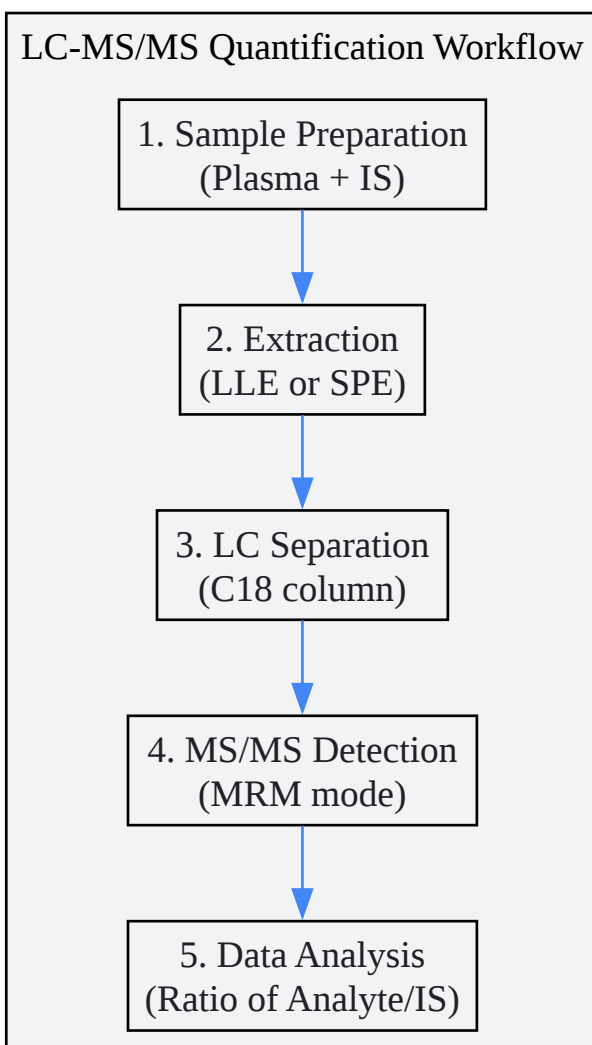 LC-MS/MS Quantification Workflow
1. Sample Preparation
(Plasma + IS)
2. Extraction
(LLE or SPE)
3. LC Separation
(C18 column)
4. MS/MS Detection
(MRM mode)
5. Data Analysis
(Ratio of Analyte/IS)